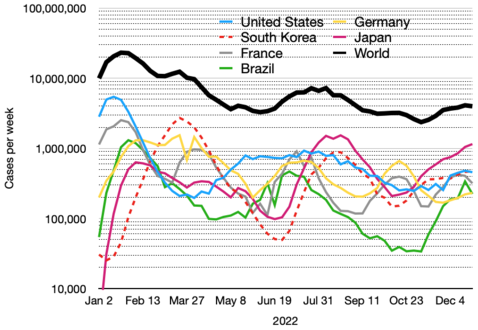 100,000,000
10,000,000
1,000,000
100,000
10,000
Cases per week
United States
South Korea
France
Brazil
Germany
Japan
World
Jan 2 Feb 13 Mar 27 May 8 Jun 19 Jul 31 Sep 11 Oct 23 Dec 4
2022